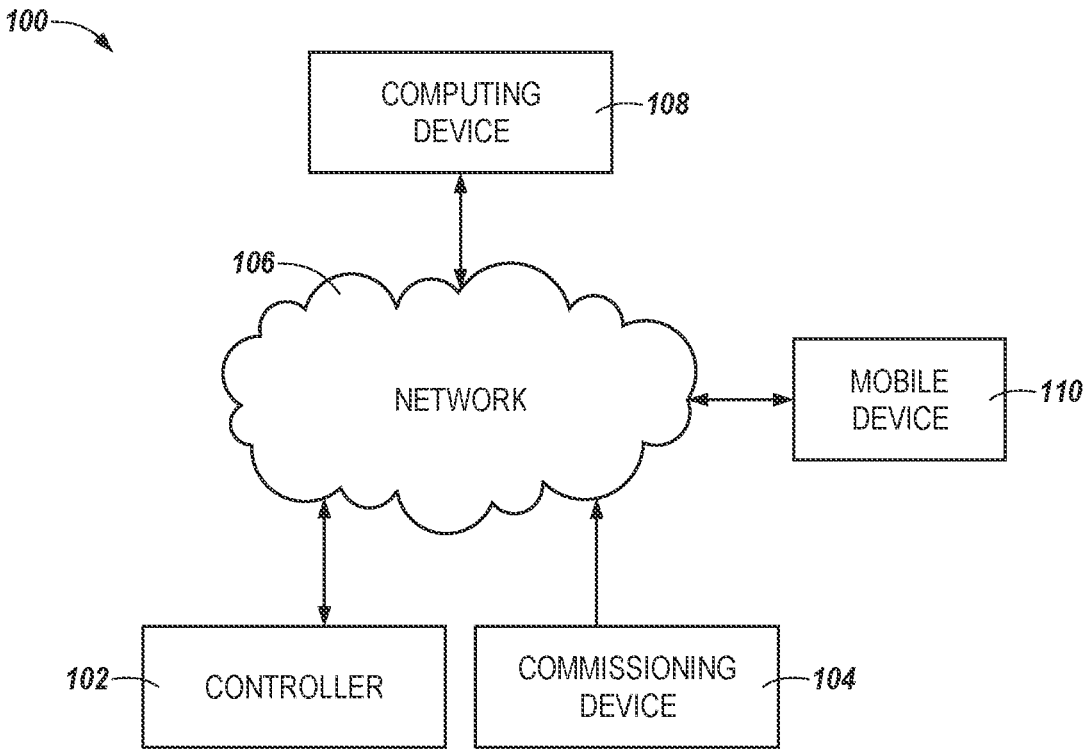 100
COMPUTING
DEVICE
108
106
NETWORK
MOBILE
DEVICE
110
102
CONTROLLER
COMMISSIONING
DEVICE
104